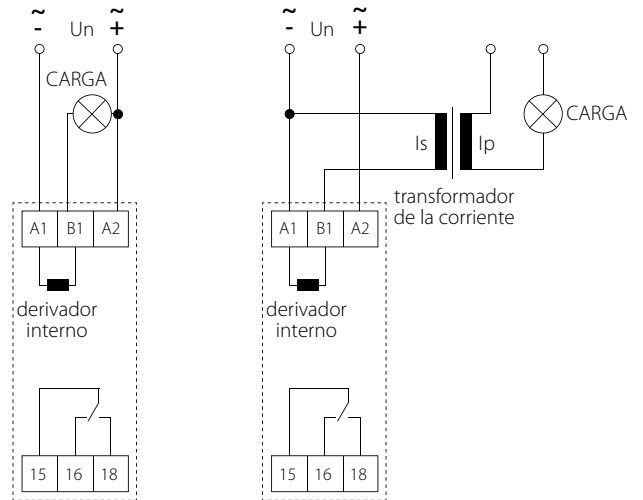 ~ ~
- Un +
CARGA
A1 B1 A2
derivador
interno
15 16 18
~ ~
- Un +
Is Ip
CARGA
transformador
de la corriente
A1 B1 A2
derivador
interno
15 16 18